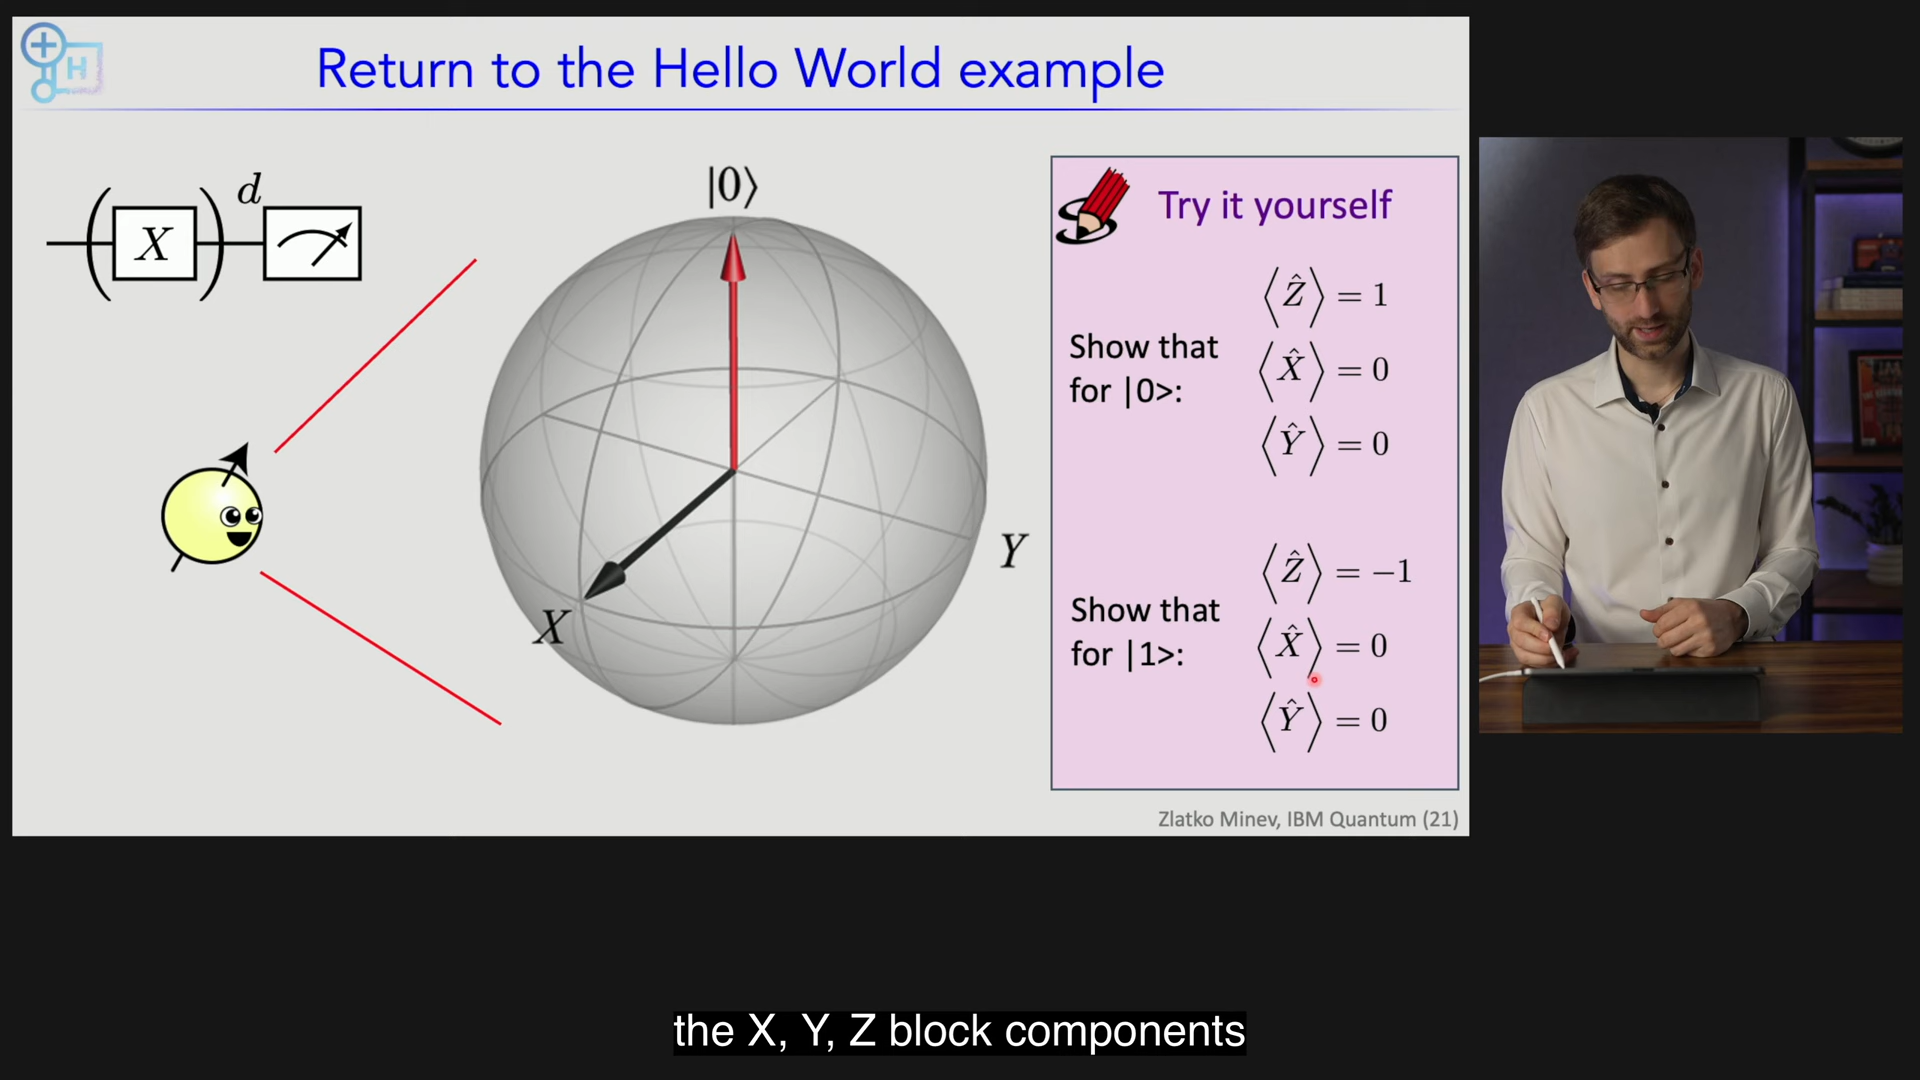 Return to the Hello World example
H
( X )ᵈ
|0⟩
X
Y
Try it yourself
Show that
for |0>:
⟨Ẑ⟩ = 1
⟨X̂⟩ = 0
⟨Ŷ⟩ = 0
Show that
for |1>:
⟨Ẑ⟩ = −1
⟨X̂⟩ = 0
⟨Ŷ⟩ = 0
Zlatko Minev, IBM Quantum (21)
TIME
the X, Y, Z block components